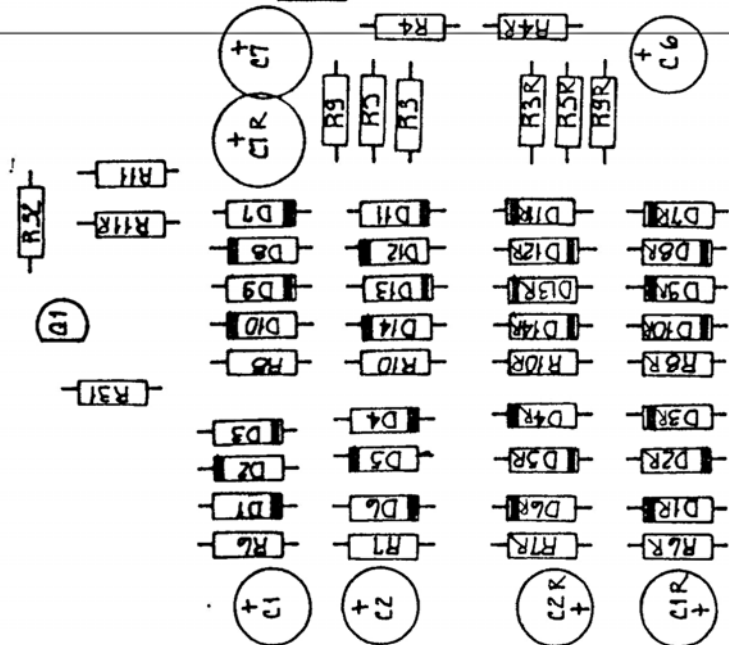 R4 R4R
C7 C6
R9 R5 R3 R3R R5R R9R
C7R
R11
R32
R11R D7 D11 D11R D7R
D8 D12 D12R D8R
D9 D13 D13R D9R
Q1 D10 D14 D14R D10R
R8 R10 R10R R8R
R31
D4 D4R D3R
D3
D2 D5 D5R D2R
D1 D6 D6R D1R
R6 R7 R7R R6R
C1 C2 C2R C1R